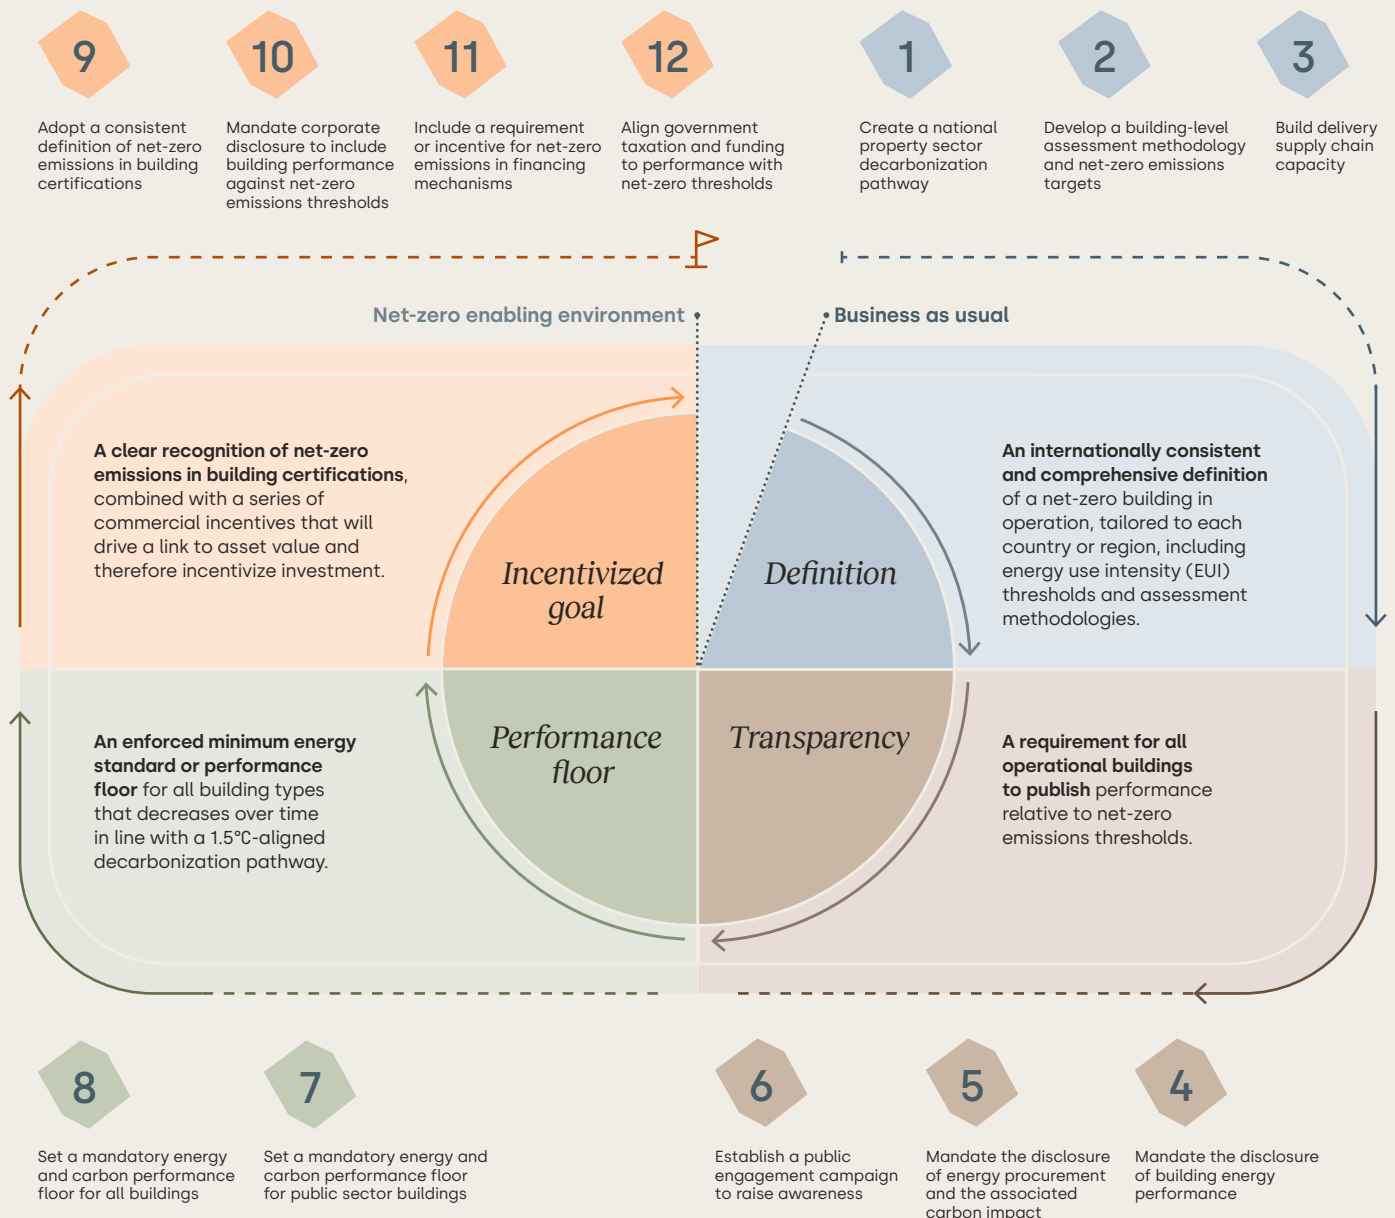 9
Adopt a consistent
definition of net-zero
emissions in building
certifications
10
Mandate corporate
disclosure to include
building performance
against net-zero
emissions thresholds
11
Include a requirement
or incentive for net-zero
emissions in financing
mechanisms
12
Align government
taxation and funding
to performance with
net-zero thresholds
1
Create a national
property sector
decarbonization
pathway
2
Develop a building-level
assessment methodology
and net-zero emissions
targets
3
Build delivery
supply chain
capacity
Net-zero enabling environment
Business as usual
A clear recognition of net-zero
emissions in building certifications,
combined with a series of
commercial incentives that will
drive a link to asset value and
therefore incentivize investment.
Incentivized
goal
Definition
An internationally consistent
and comprehensive definition
of a net-zero building in
operation, tailored to each
country or region, including
energy use intensity (EUI)
thresholds and assessment
methodologies.
An enforced minimum energy
standard or performance
floor for all building types
that decreases over time
in line with a 1.5°C-aligned
decarbonization pathway.
Performance
floor
Transparency
A requirement for all
operational buildings
to publish performance
relative to net-zero
emissions thresholds.
8
Set a mandatory energy
and carbon performance
floor for all buildings
7
Set a mandatory energy and
carbon performance floor
for public sector buildings
6
Establish a public
engagement campaign
to raise awareness
5
Mandate the disclosure
of energy procurement
and the associated
carbon impact
4
Mandate the disclosure
of building energy
performance